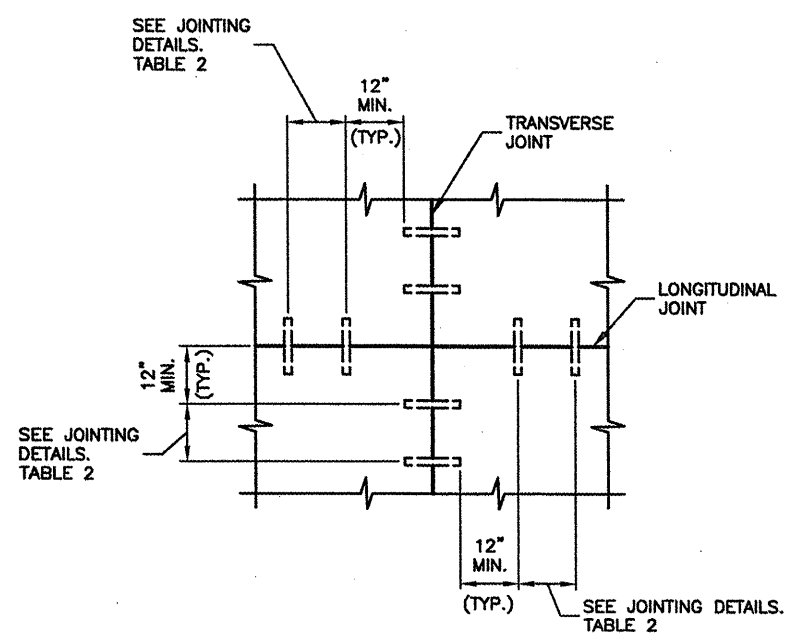 SEE JOINTING
DETAILS.
TABLE 2
12"
MIN.
(TYP.)
TRANSVERSE
JOINT
LONGITUDINAL
JOINT
12"
MIN.
(TYP.)
SEE JOINTING
DETAILS.
TABLE 2
12"
MIN.
(TYP.)
SEE JOINTING DETAILS.
TABLE 2